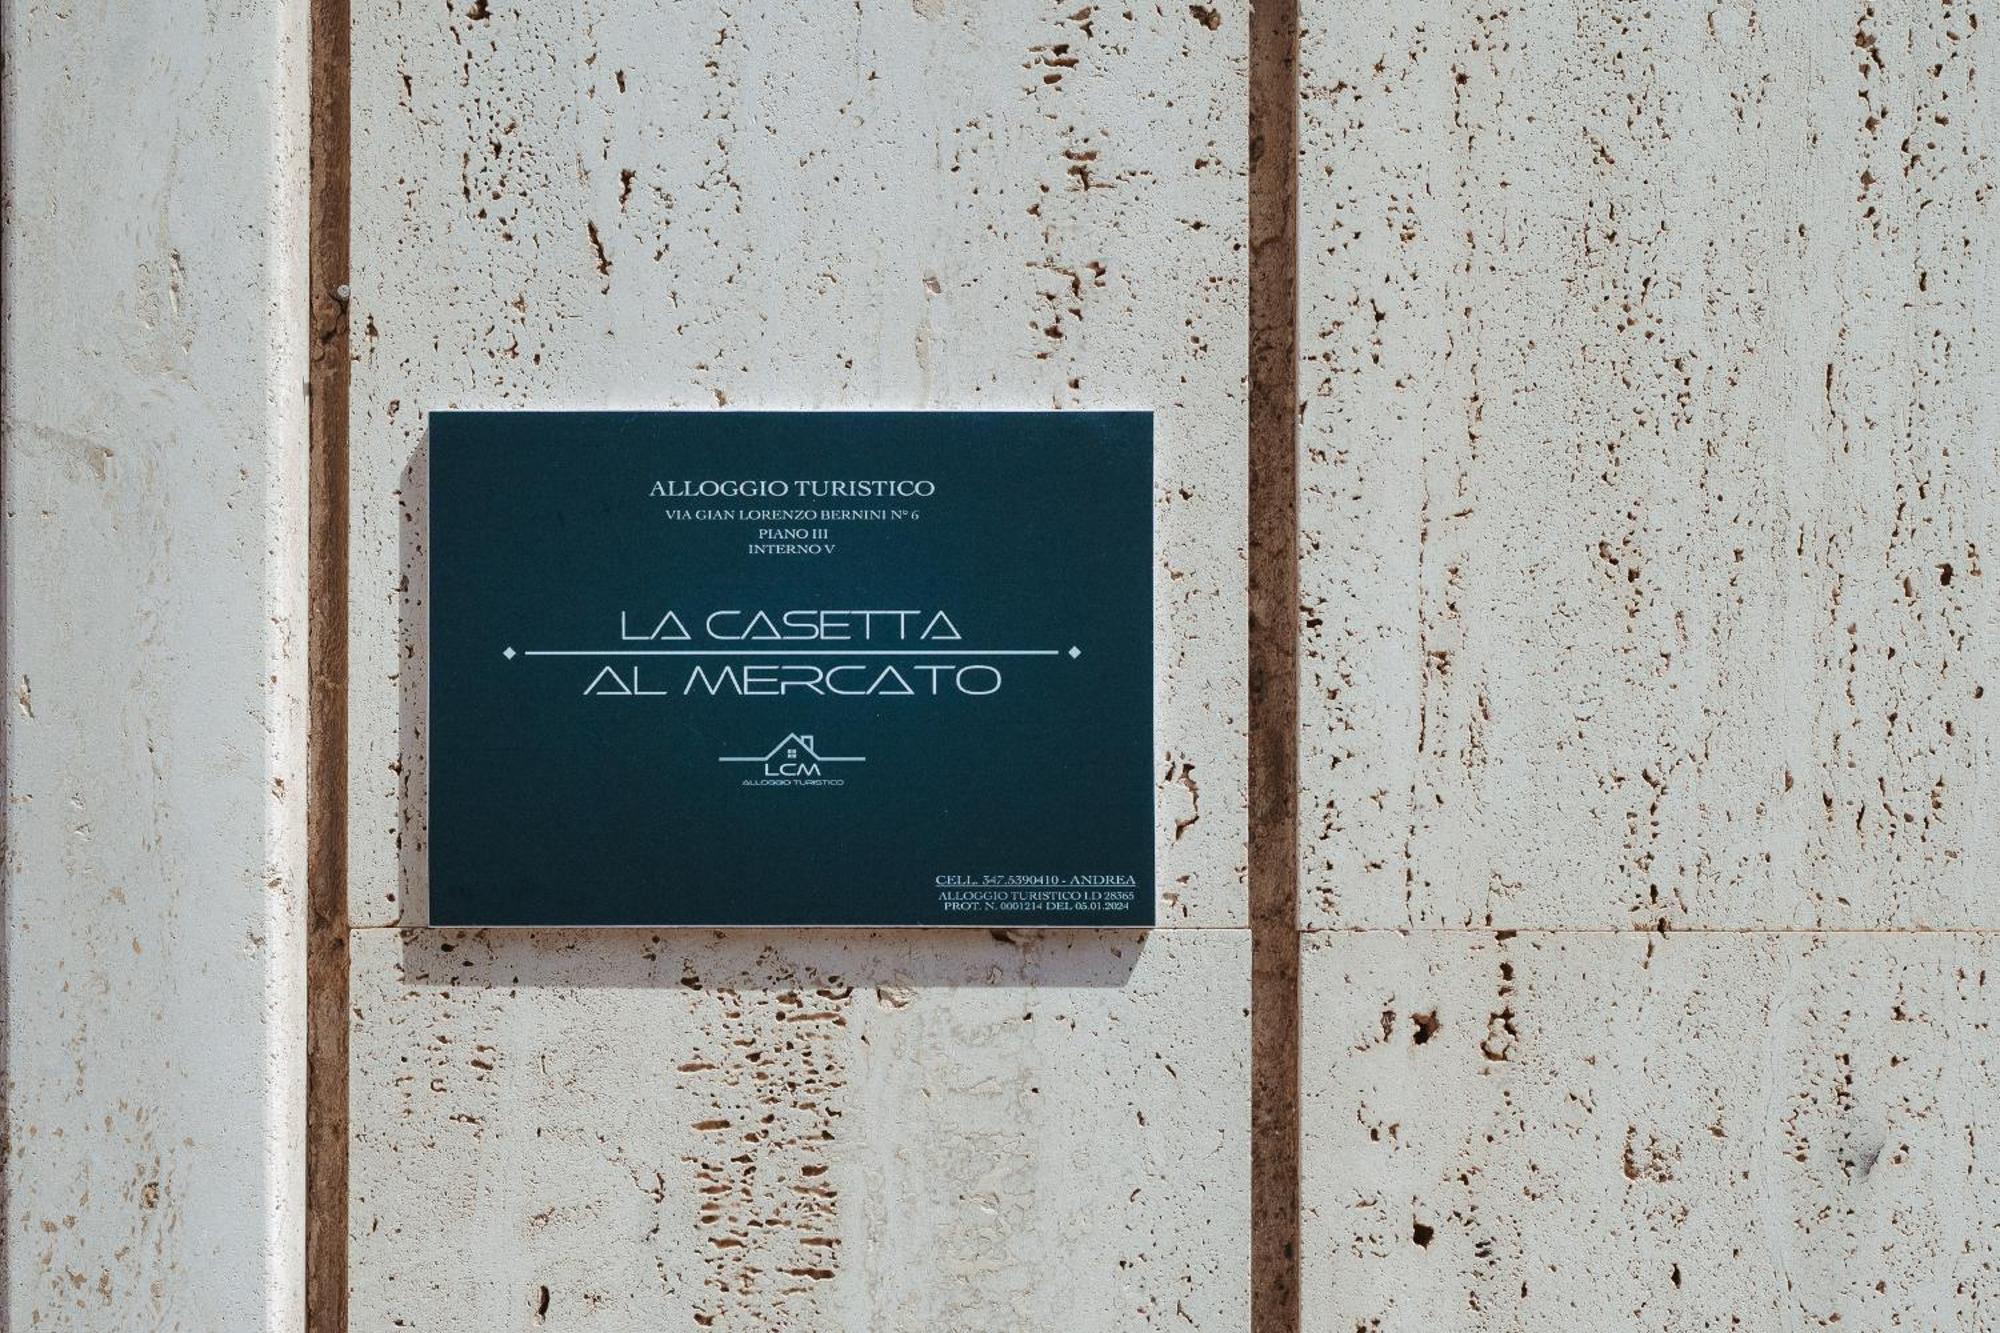 ALLOGGIO TURISTICO
VIA GIAN LORENZO BERNINI N° 6
PIANO III
INTERNO V
LA CASETTA
AL MERCATO
LCM
ALLOGGIO TURISTICO
CELL. 347.5390410 - ANDREA
ALLOGGIO TURISTICO I.D 28365
PROT. N. 0001214 DEL 05.01.2024